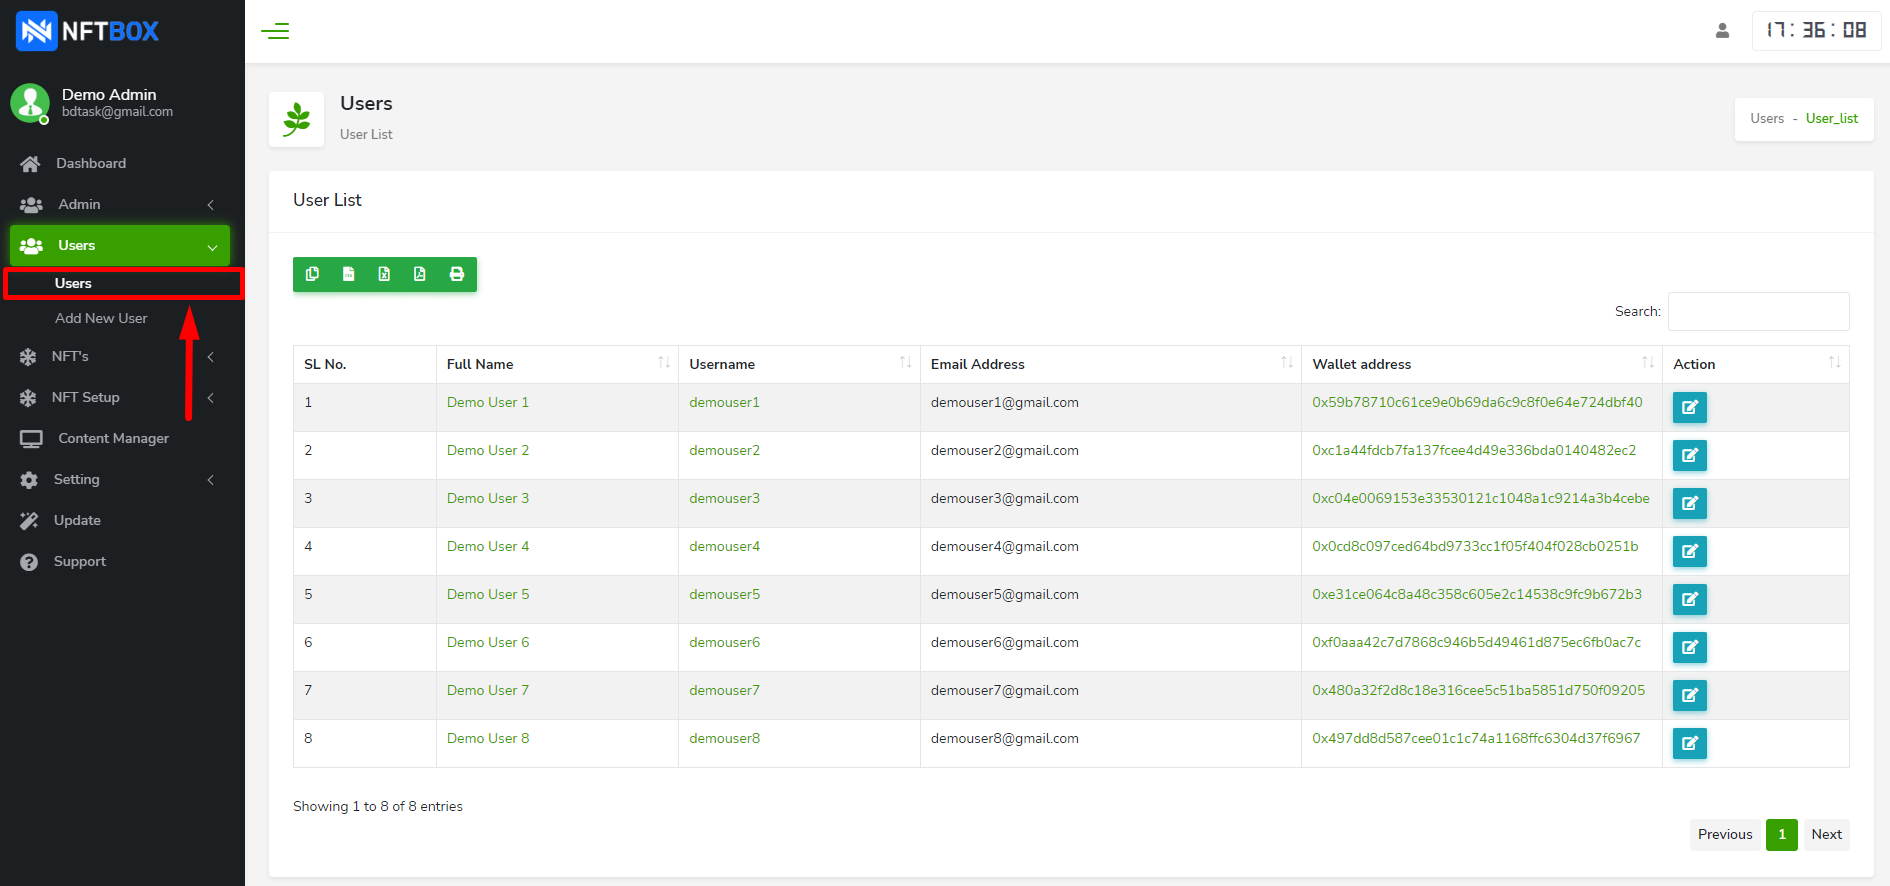 NFTBOX
17:36:08
Demo Admin
bdtask@gmail.com
Dashboard
Admin
Users
Users
Add New User
NFT's
NFT Setup
Content Manager
Setting
Update
Support
Users
User List
Users - User_list
User List
Search:
SL No. Full Name Username Email Address Wallet address Action
1 Demo User 1 demouser1 demouser1@gmail.com 0x59b78710c61ce9e0b69da6c9c8f0e64e724dbf40
2 Demo User 2 demouser2 demouser2@gmail.com 0xc1a44fdcb7fa137fcee4d49e336bda0140482ec2
3 Demo User 3 demouser3 demouser3@gmail.com 0xc04e0069153e33530121c1048a1c9214a3b4cebe
4 Demo User 4 demouser4 demouser4@gmail.com 0x0cd8c097ced64bd9733cc1f05f404f028cb0251b
5 Demo User 5 demouser5 demouser5@gmail.com 0xe31ce064c8a48c358c605e2c14538c9fc9b672b3
6 Demo User 6 demouser6 demouser6@gmail.com 0xf0aaa42c7d7868c946b5d49461d875ec6fb0ac7c
7 Demo User 7 demouser7 demouser7@gmail.com 0x480a32f2d8c18e316cee5c51ba5851d750f09205
8 Demo User 8 demouser8 demouser8@gmail.com 0x497dd8d587cee01c1c74a1168ffc6304d37f6967
Showing 1 to 8 of 8 entries
Previous 1 Next